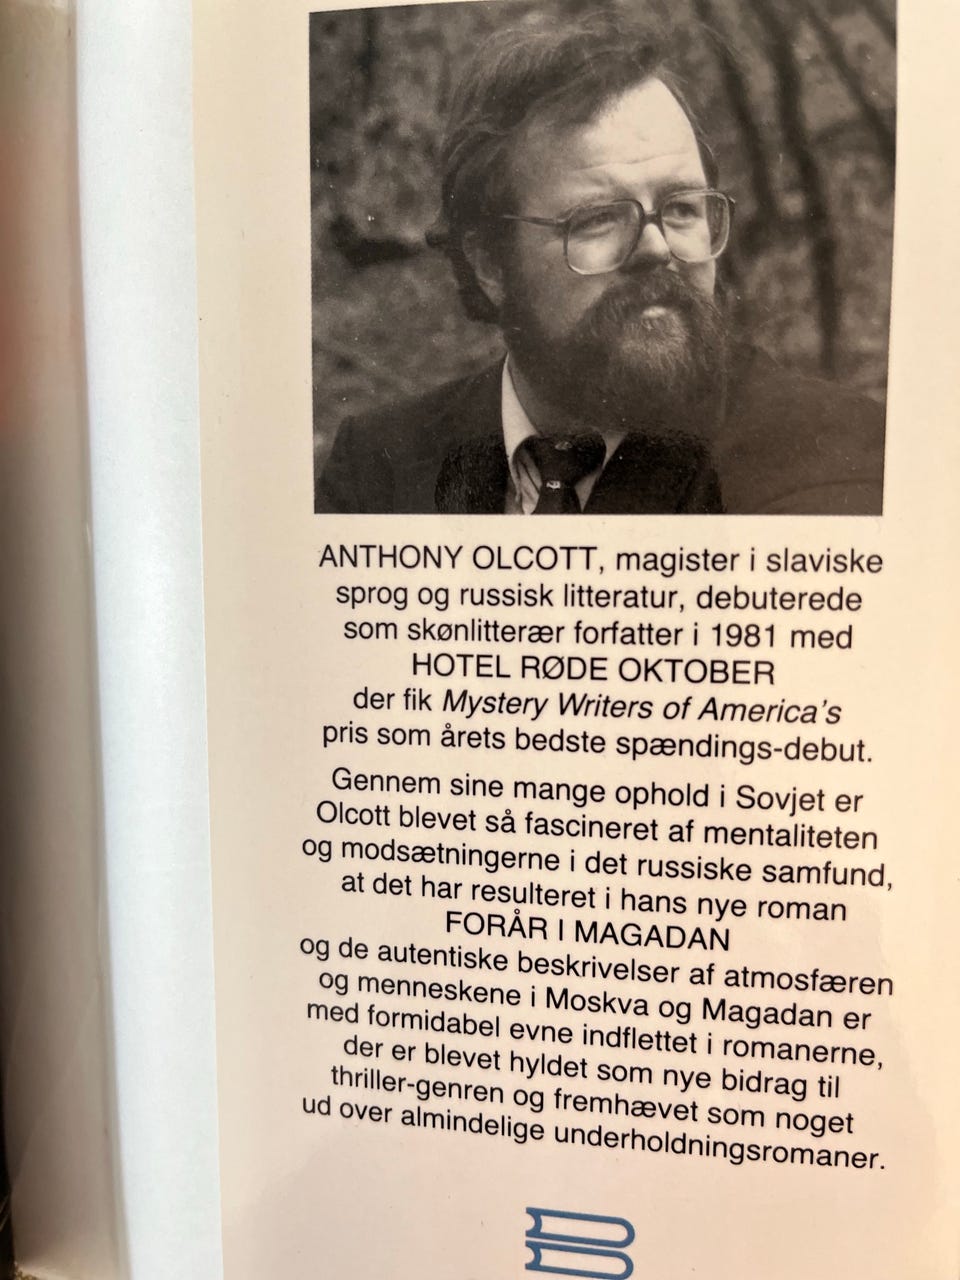 ANTHONY OLCOTT, magister i slaviske
sprog og russisk litteratur, debuterede
som skønlitterær forfatter i 1981 med
HOTEL RØDE OKTOBER
der fik Mystery Writers of America's
pris som årets bedste spændings-debut.
Gennem sine mange ophold i Sovjet er
Olcott blevet så fascineret af mentaliteten
og modsætningerne i det russiske samfund,
at det har resulteret i hans nye roman
FORÅR I MAGADAN
og de autentiske beskrivelser af atmosfæren
og menneskene i Moskva og Magadan er
med formidabel evne indflettet i romanerne,
der er blevet hyldet som nye bidrag til
thriller-genren og fremhævet som noget
ud over almindelige underholdningsromaner.